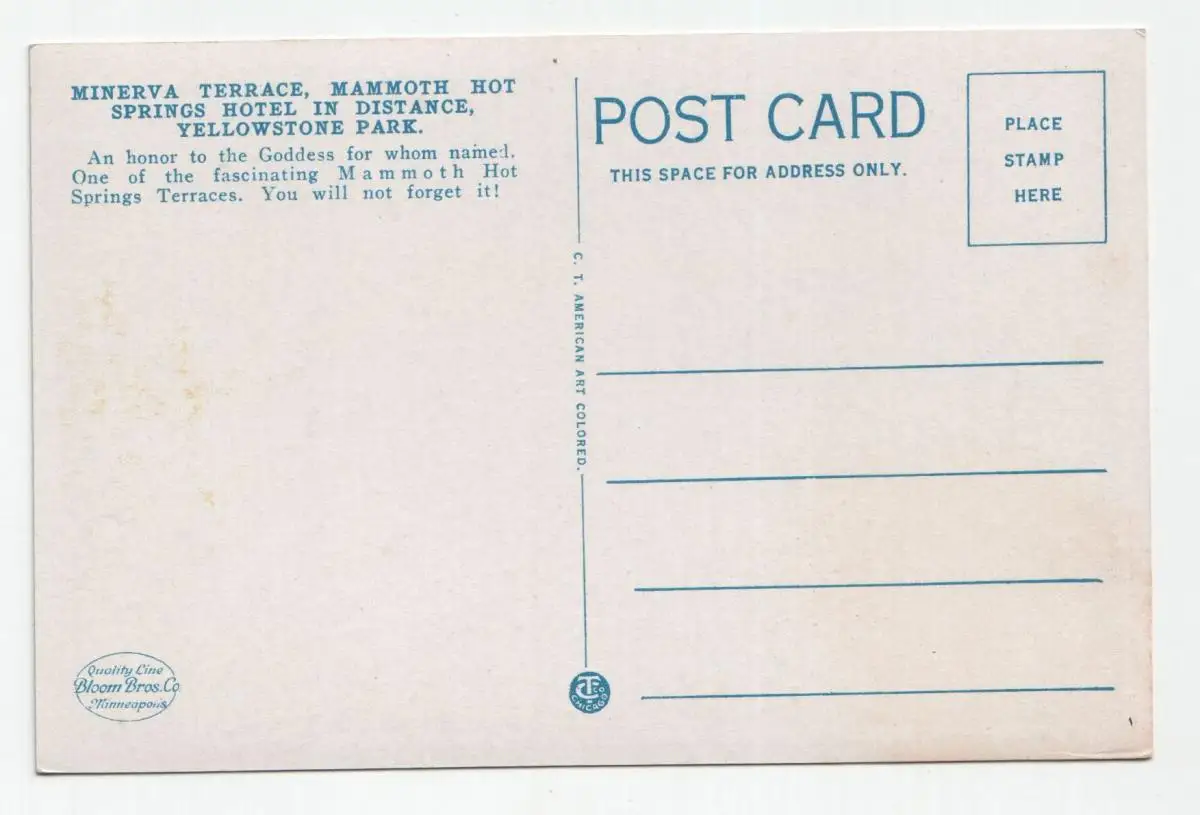 MINERVA TERRACE, MAMMOTH HOT
SPRINGS HOTEL IN DISTANCE,
YELLOWSTONE PARK.
An honor to the Goddess for whom named.
One of the fascinating Mammoth Hot
Springs Terraces. You will not forget it!
Quality Line
Bloom Bros. Co
Minneapolis
C. T. AMERICAN ART COLORED.
CT CO
CHICAGO
POST CARD
THIS SPACE FOR ADDRESS ONLY.
PLACE
STAMP
HERE